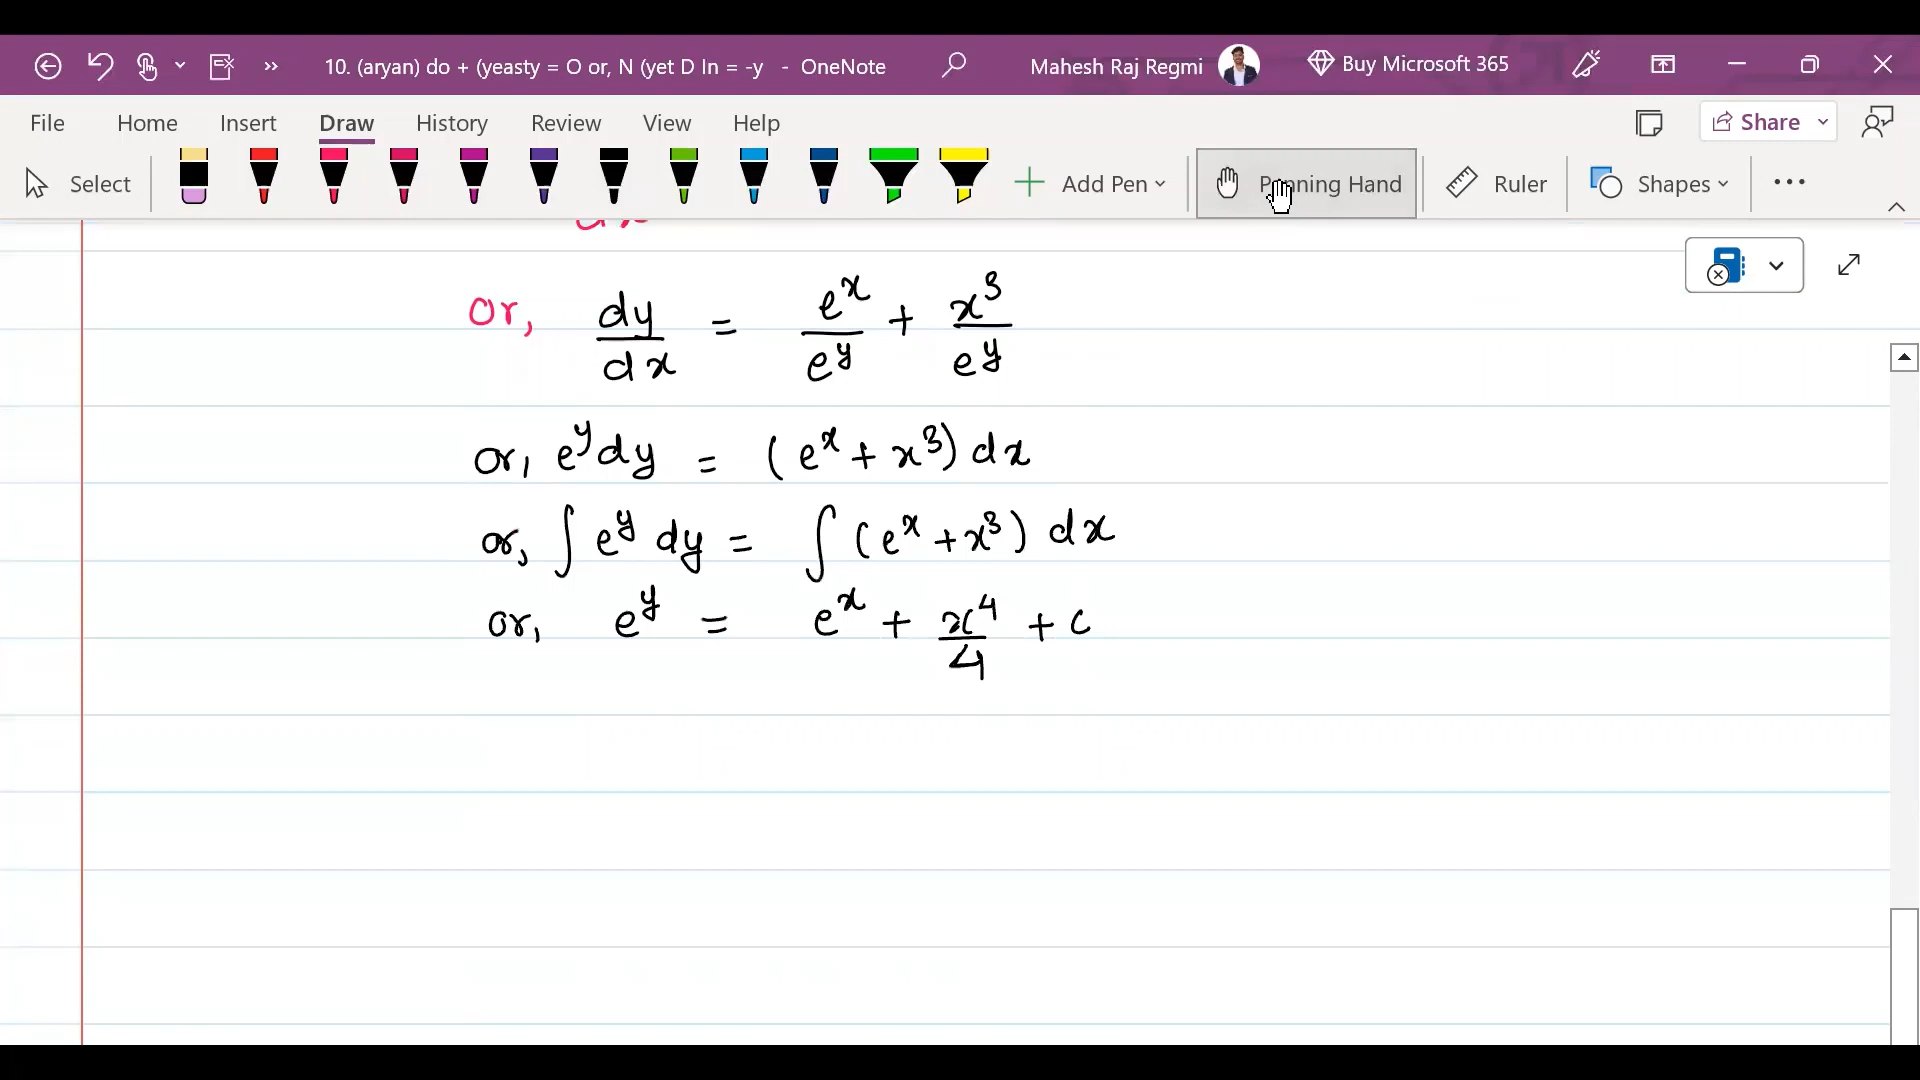 10. (aryan) do + (yeasty = O or, N (yet D In = -y - OneNote Mahesh Raj Regmi Buy Microsoft 365
File Home Insert Draw History Review View Help Share
Select Add Pen Panning Hand Ruler Shapes
dx
or, dy/dx = e^x/e^y + x^3/e^y
or, e^y dy = (e^x + x^3) dx
or, ∫ e^y dy = ∫ (e^x + x^3) dx
or, e^y = e^x + x^4/4 + c